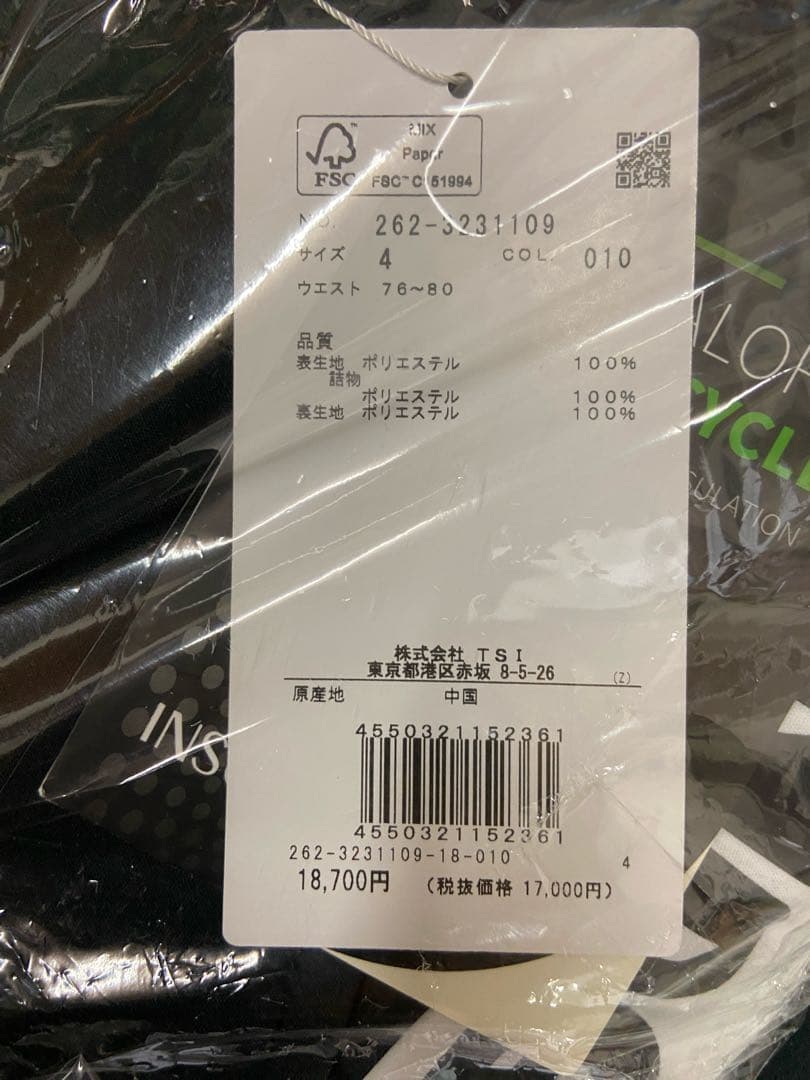 MIX
Paper
FSC
FSC™ C151994
NO. 262-3231109
サイズ 4 COL. 010
ウエスト 76~80
品質
表生地 ポリエステル 100%
詰物
ポリエステル 100%
裏生地 ポリエステル 100%
株式会社 TSI
東京都港区赤坂 8-5-26 (Z)
原産地 中国
4550321152361
4550321152361
262-3231109-18-010 4
18,700円 (税抜価格 17,000円)